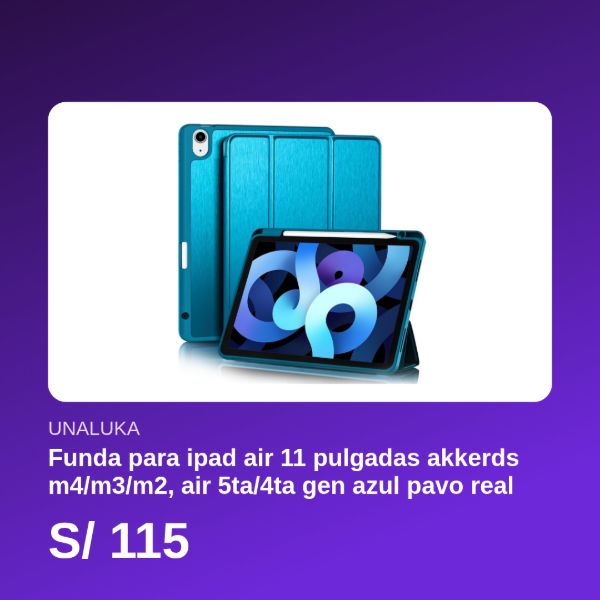 UNALUKA
Funda para ipad air 11 pulgadas akkerds
m4/m3/m2, air 5ta/4ta gen azul pavo real
S/ 115